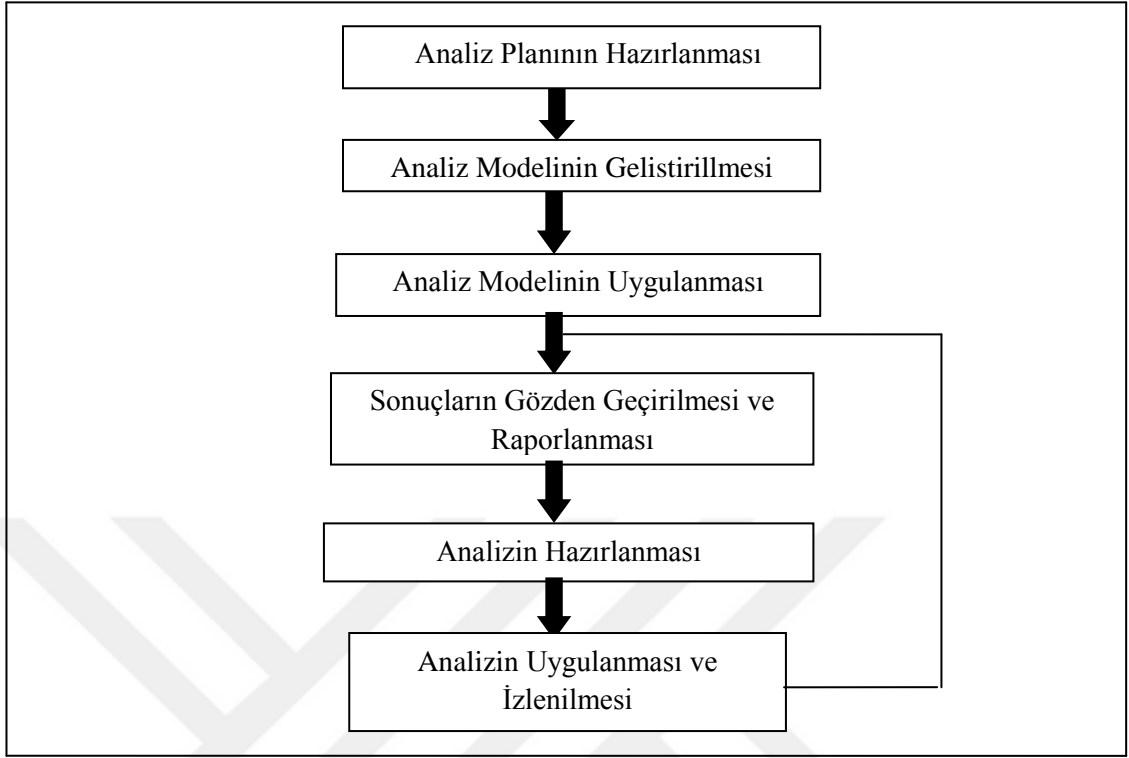 Analiz Planının Hazırlanması
Analiz Modelinin Gelistirillmesi
Analiz Modelinin Uygulanması
Sonuçların Gözden Geçirilmesi ve
Raporlanması
Analizin Hazırlanması
Analizin Uygulanması ve
İzlenilmesi